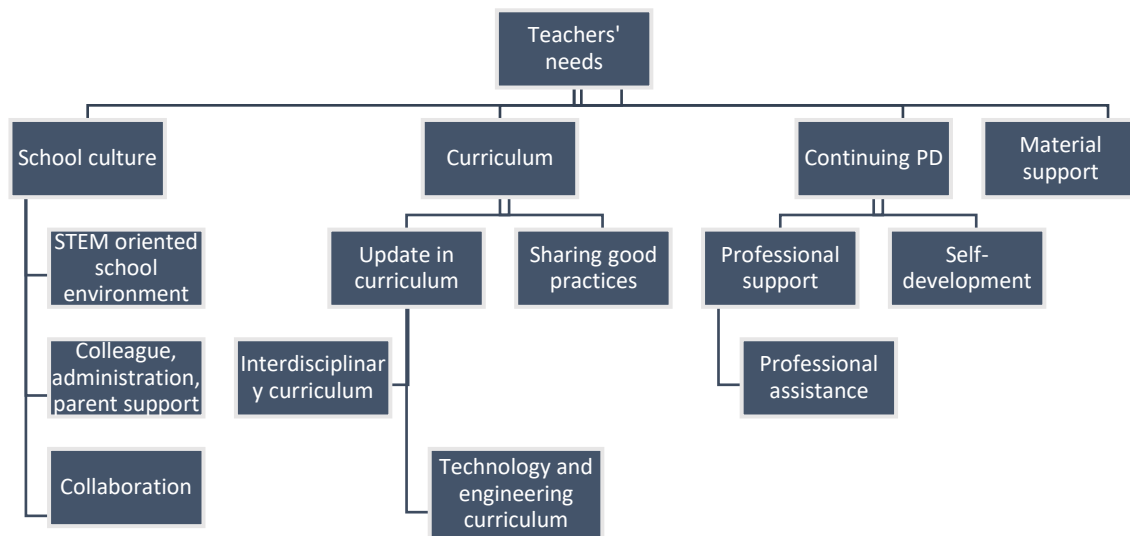 Teachers'
needs
School culture
Curriculum
Continuing PD
Material
support
STEM oriented
school
environment
Update in
curriculum
Sharing good
practices
Professional
support
Self-
development
Colleague,
administration,
parent support
Interdisciplinar
y curriculum
Professional
assistance
Collaboration
Technology and
engineering
curriculum